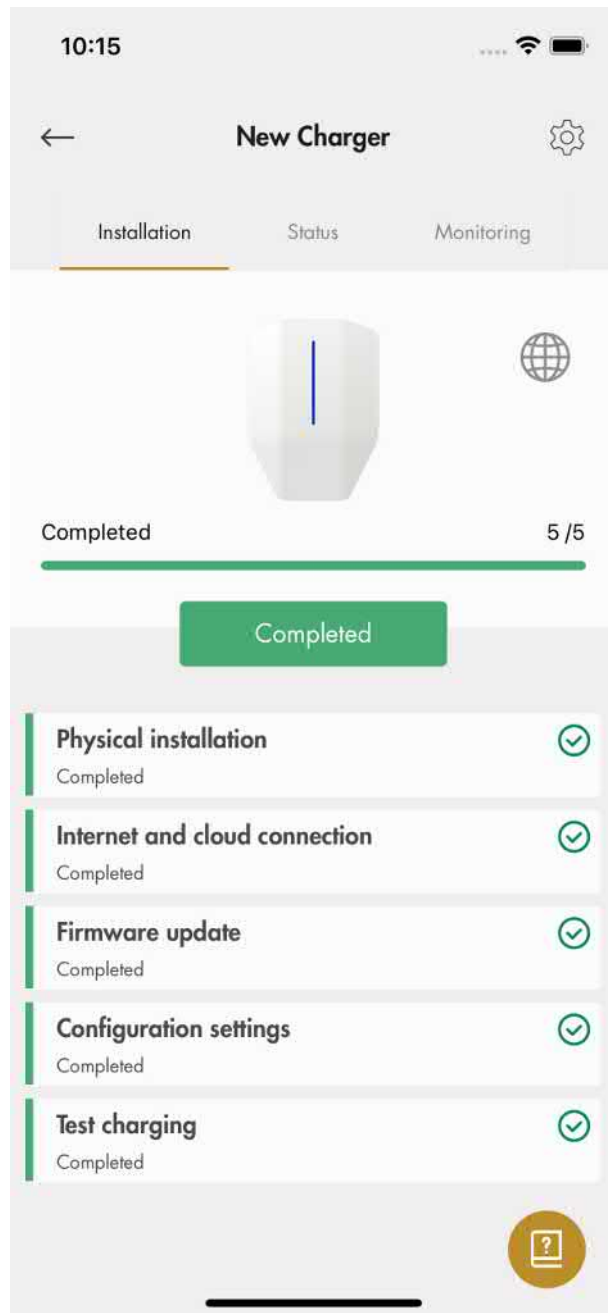 10:15
New Charger
Installation Status Monitoring
Completed 5 /5
Completed
Physical installation
Completed
Internet and cloud connection
Completed
Firmware update
Completed
Configuration settings
Completed
Test charging
Completed
?